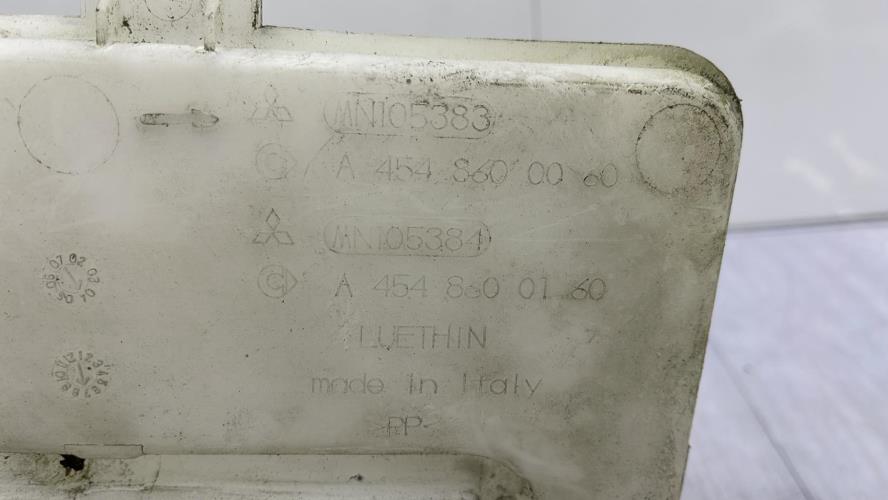 MN105383
A 454 860 00 60
MN105384
A 454 860 01 60
LUETHIN
made in Italy
PP